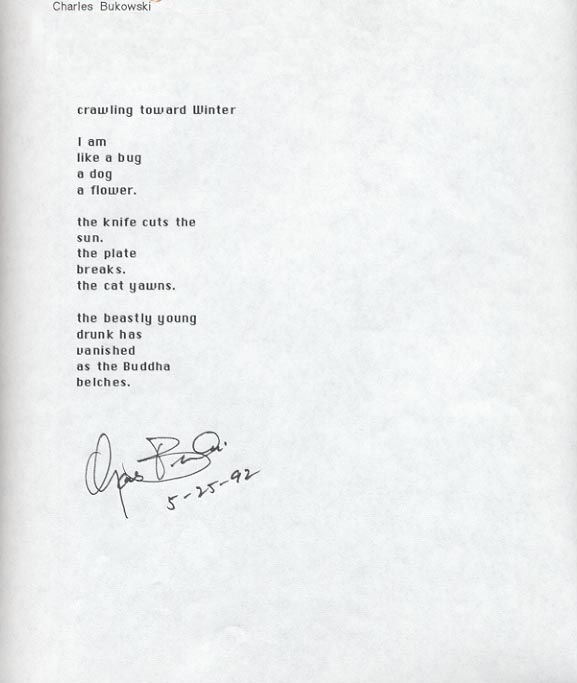 Charles Bukowski
crawling toward Winter
I am
like a bug
a dog
a flower.
the knife cuts the
sun.
the plate
breaks.
the cat yawns.
the beastly young
drunk has
vanished
as the Buddha
belches.
5-25-92